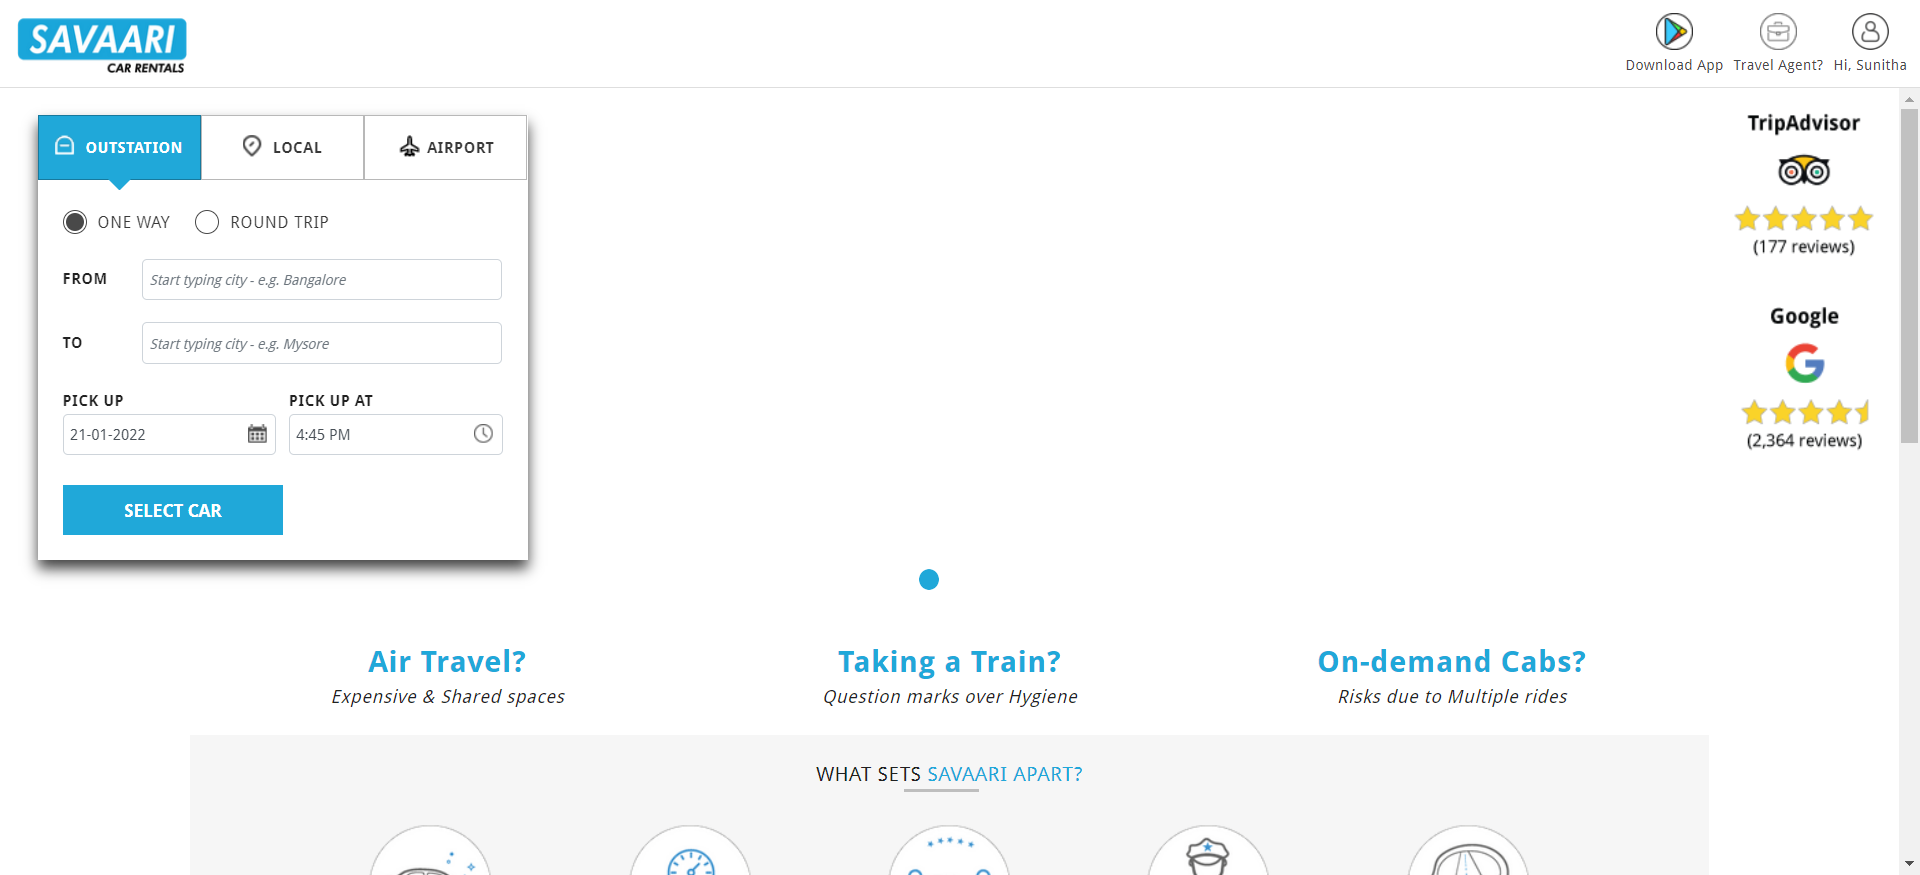 SAVAARI
CAR RENTALS
Download App
Travel Agent?
Hi, Sunitha
OUTSTATION
LOCAL
AIRPORT
ONE WAY
ROUND TRIP
FROM
Start typing city - e.g. Bangalore
TO
Start typing city - e.g. Mysore
PICK UP
PICK UP AT
21-01-2022
4:45 PM
SELECT CAR
TripAdvisor
(177 reviews)
Google
(2,364 reviews)
Air Travel?
Expensive & Shared spaces
Taking a Train?
Question marks over Hygiene
On-demand Cabs?
Risks due to Multiple rides
WHAT SETS SAVAARI APART?